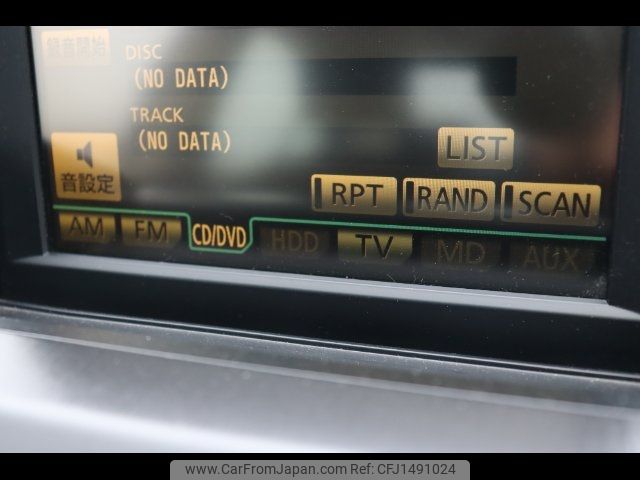 録音開始
DISC
(NO DATA)
TRACK
(NO DATA)
音設定
LIST
RPT RAND SCAN
AM FM CD/DVD HDD TV MD AUX
www.CarFromJapan.com Ref ID: CFJ1491024